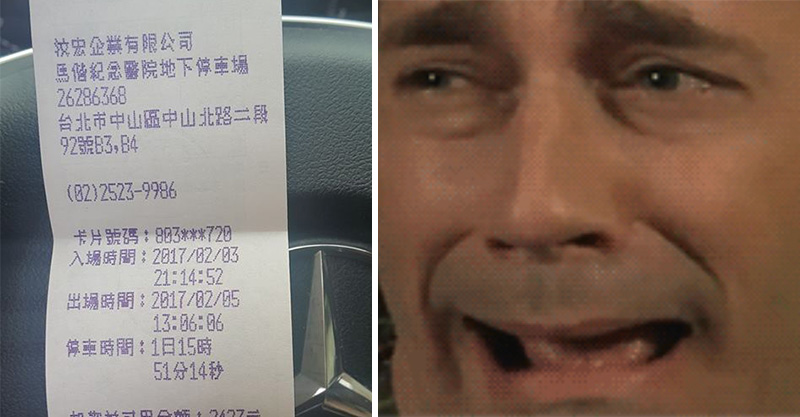 汶宏企業有限公司
馬偕紀念醫院地下停車場
26286368
台北市中山區中山北路二段
92號B3,B4
(02)2523-9986
卡片號碼:803***720
入場時間:2017/02/03
21:14:52
出場時間:2017/02/05
13:06:06
停車時間:1日15時
51分14秒